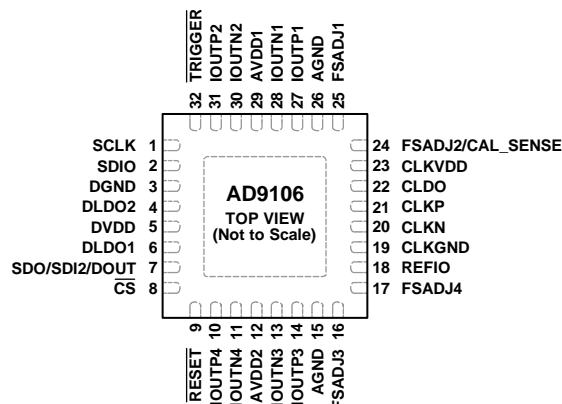 32 TRIGGER
31 IOUTP2
30 IOUTN2
29 AVDD1
28 IOUTN1
27 IOUTP1
26 AGND
25 FSADJ1
SCLK 1
SDIO 2
DGND 3
DLDO2 4
DVDD 5
DLDO1 6
SDO/SDI2/DOUT 7
CS 8
AD9106
TOP VIEW
(Not to Scale)
24 FSADJ2/CAL_SENSE
23 CLKVDD
22 CLDO
21 CLKP
20 CLKN
19 CLKGND
18 REFIO
17 FSADJ4
RESET 9
IOUTP4 10
IOUTN4 11
AVDD2 12
IOUTN3 13
IOUTP3 14
AGND 15
FSADJ3 16